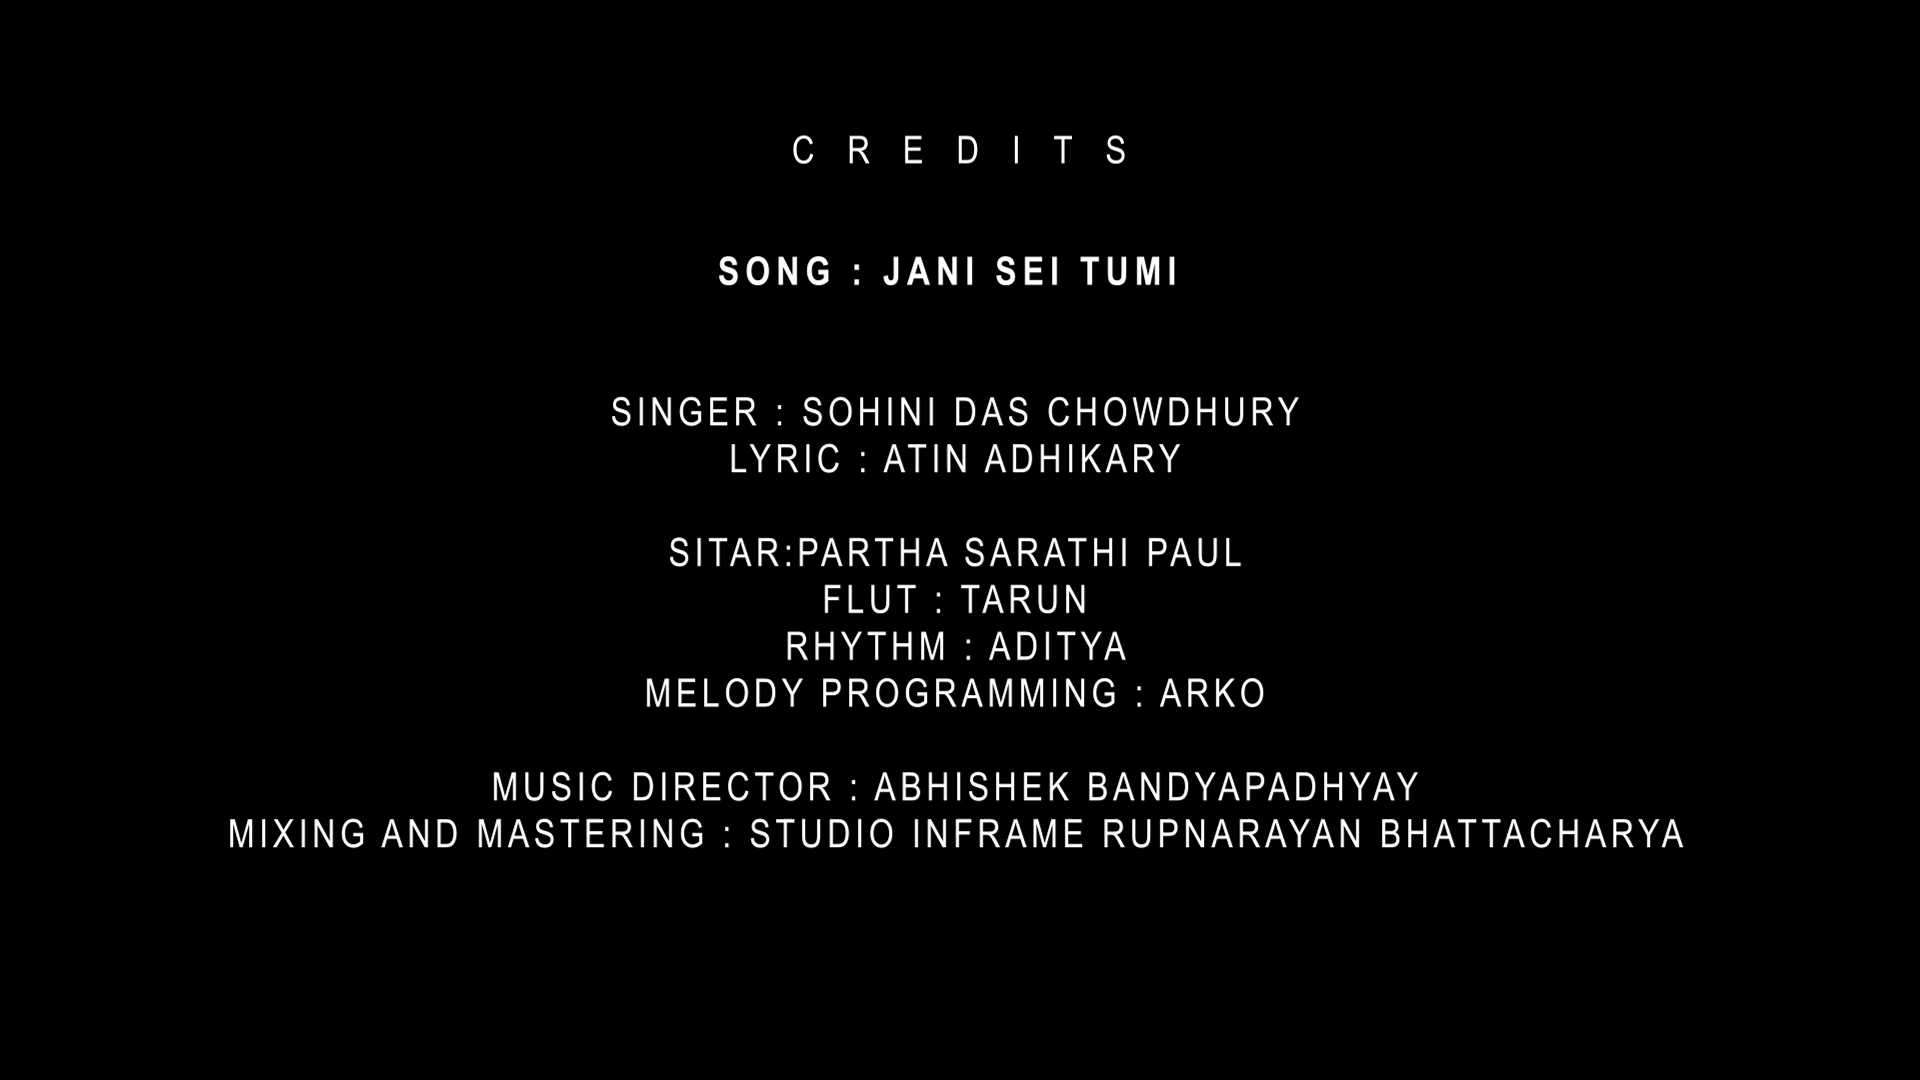 C R E D I T S
SONG : JANI SEI TUMI
SINGER : SOHINI DAS CHOWDHURY
LYRIC : ATIN ADHIKARY
SITAR:PARTHA SARATHI PAUL
FLUT : TARUN
RHYTHM : ADITYA
MELODY PROGRAMMING : ARKO
MUSIC DIRECTOR : ABHISHEK BANDYAPADHYAY
MIXING AND MASTERING : STUDIO INFRAME RUPNARAYAN BHATTACHARYA